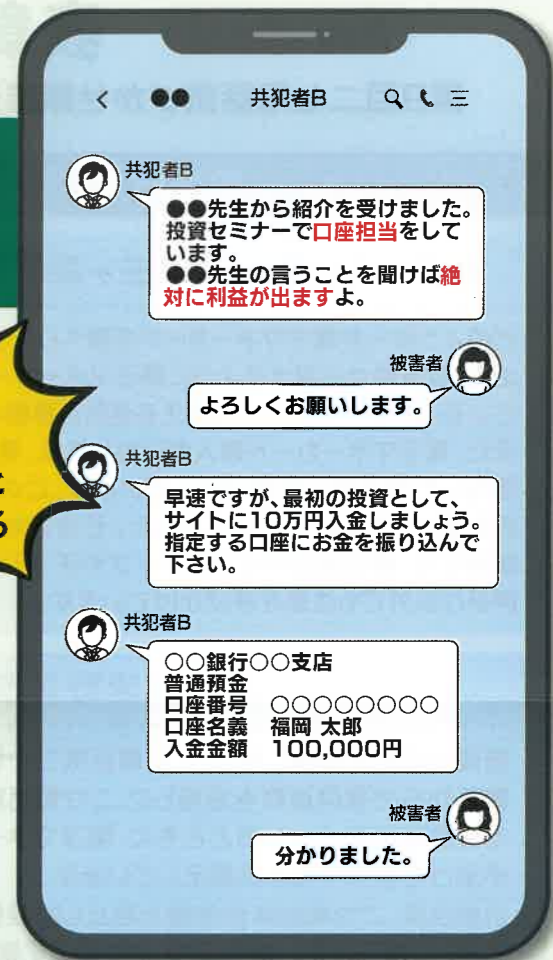 ●● 共犯者B
共犯者B
●●先生から紹介を受けました。
投資セミナーで口座担当をして
います。
●●先生の言うことを聞けば絶
対に利益が出ますよ。
被害者
よろしくお願いします。
共犯者B
早速ですが、最初の投資として、
サイトに10万円入金しましょう。
指定する口座にお金を振り込んで
下さい。
共犯者B
○○銀行○○支店
普通預金
口座番号 ○○○○○○○○
口座名義 福岡 太郎
入金金額 100,000円
被害者
分かりました。